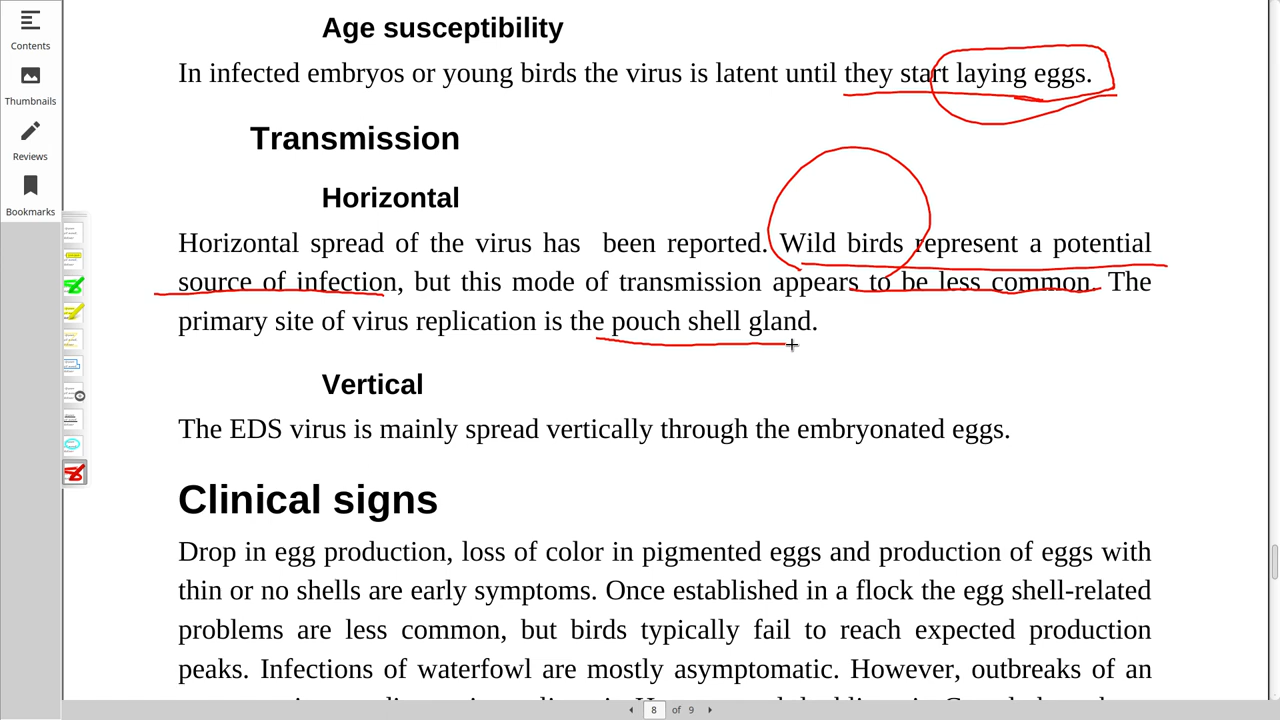 Age susceptibility
In infected embryos or young birds the virus is latent until they start laying eggs.
Transmission
Horizontal
Horizontal spread of the virus has been reported. Wild birds represent a potential
source of infection, but this mode of transmission appears to be less common. The
primary site of virus replication is the pouch shell gland.
Vertical
The EDS virus is mainly spread vertically through the embryonated eggs.
Clinical signs
Drop in egg production, loss of color in pigmented eggs and production of eggs with
thin or no shells are early symptoms. Once established in a flock the egg shell-related
problems are less common, but birds typically fail to reach expected production
peaks. Infections of waterfowl are mostly asymptomatic. However, outbreaks of an
Contents
Thumbnails
Reviews
Bookmarks
8 of 9